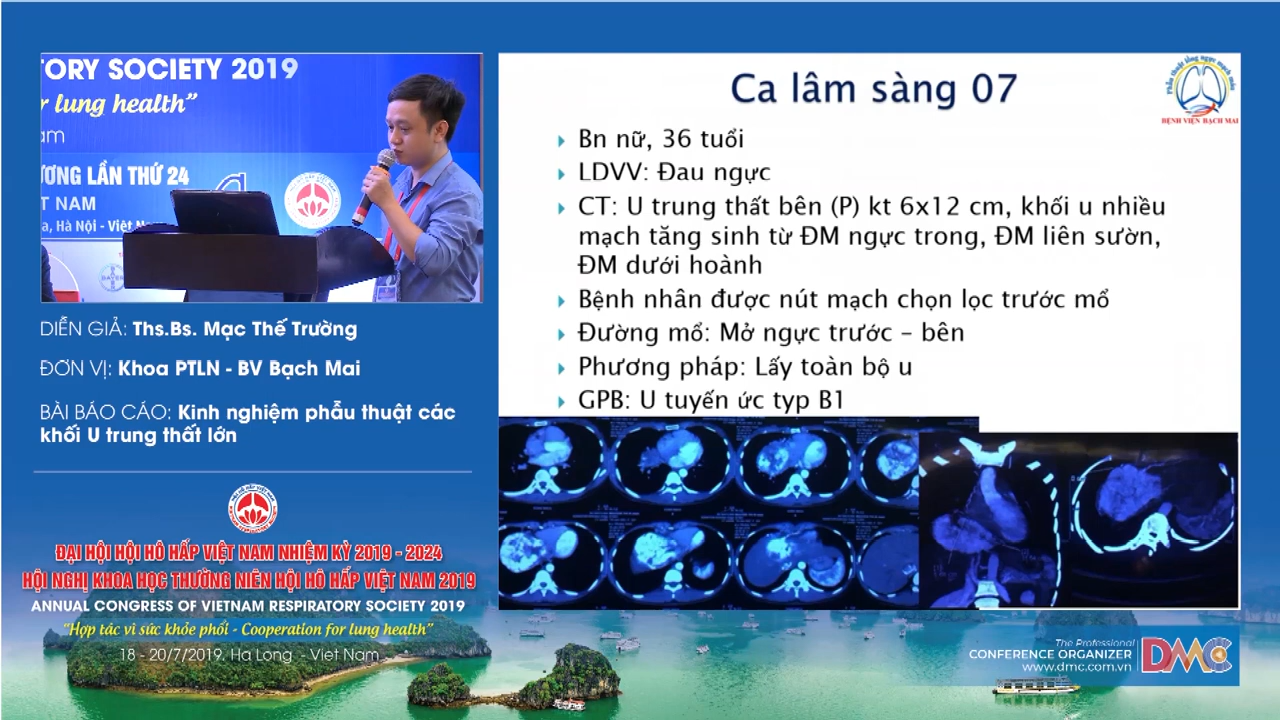 TORY SOCIETY 2019
r lung health”
am
ƯƠNG LẦN THỨ 24
T NAM
a, Hà Nội - Việt N
DIỄN GIẢ: Ths.Bs. Mạc Thế Trường
ĐƠN VỊ: Khoa PTLN - BV Bạch Mai
BÀI BÁO CÁO: Kinh nghiệm phẫu thuật các
khối U trung thất lớn
ĐẠI HỘI HỘI HÔ HẤP VIỆT NAM NHIỆM KỲ 2019 - 2024
HỘI NGHỊ KHOA HỌC THƯỜNG NIÊN HỘI HÔ HẤP VIỆT NAM 2019
ANNUAL CONGRESS OF VIETNAM RESPIRATORY SOCIETY 2019
“Hợp tác vì sức khỏe phổi - Cooperation for lung health”
18 - 20/7/2019. Ha Long - Viet Nam
Ca lâm sàng 07
Phẫu thuật lồng ngực mạch máu
BỆNH VIỆN BẠCH MAI
Bn nữ, 36 tuổi
LDVV: Đau ngực
CT: U trung thất bên (P) kt 6x12 cm, khối u nhiều
mạch tăng sinh từ ĐM ngực trong, ĐM liên sườn,
ĐM dưới hoành
Bệnh nhân được nút mạch chọn lọc trước mổ
Đường mổ: Mở ngực trước – bên
Phương pháp: Lấy toàn bộ u
GPB: U tuyến ức typ B1
The Professional
CONFERENCE ORGANIZER
www.dmc.com.vn
DMC